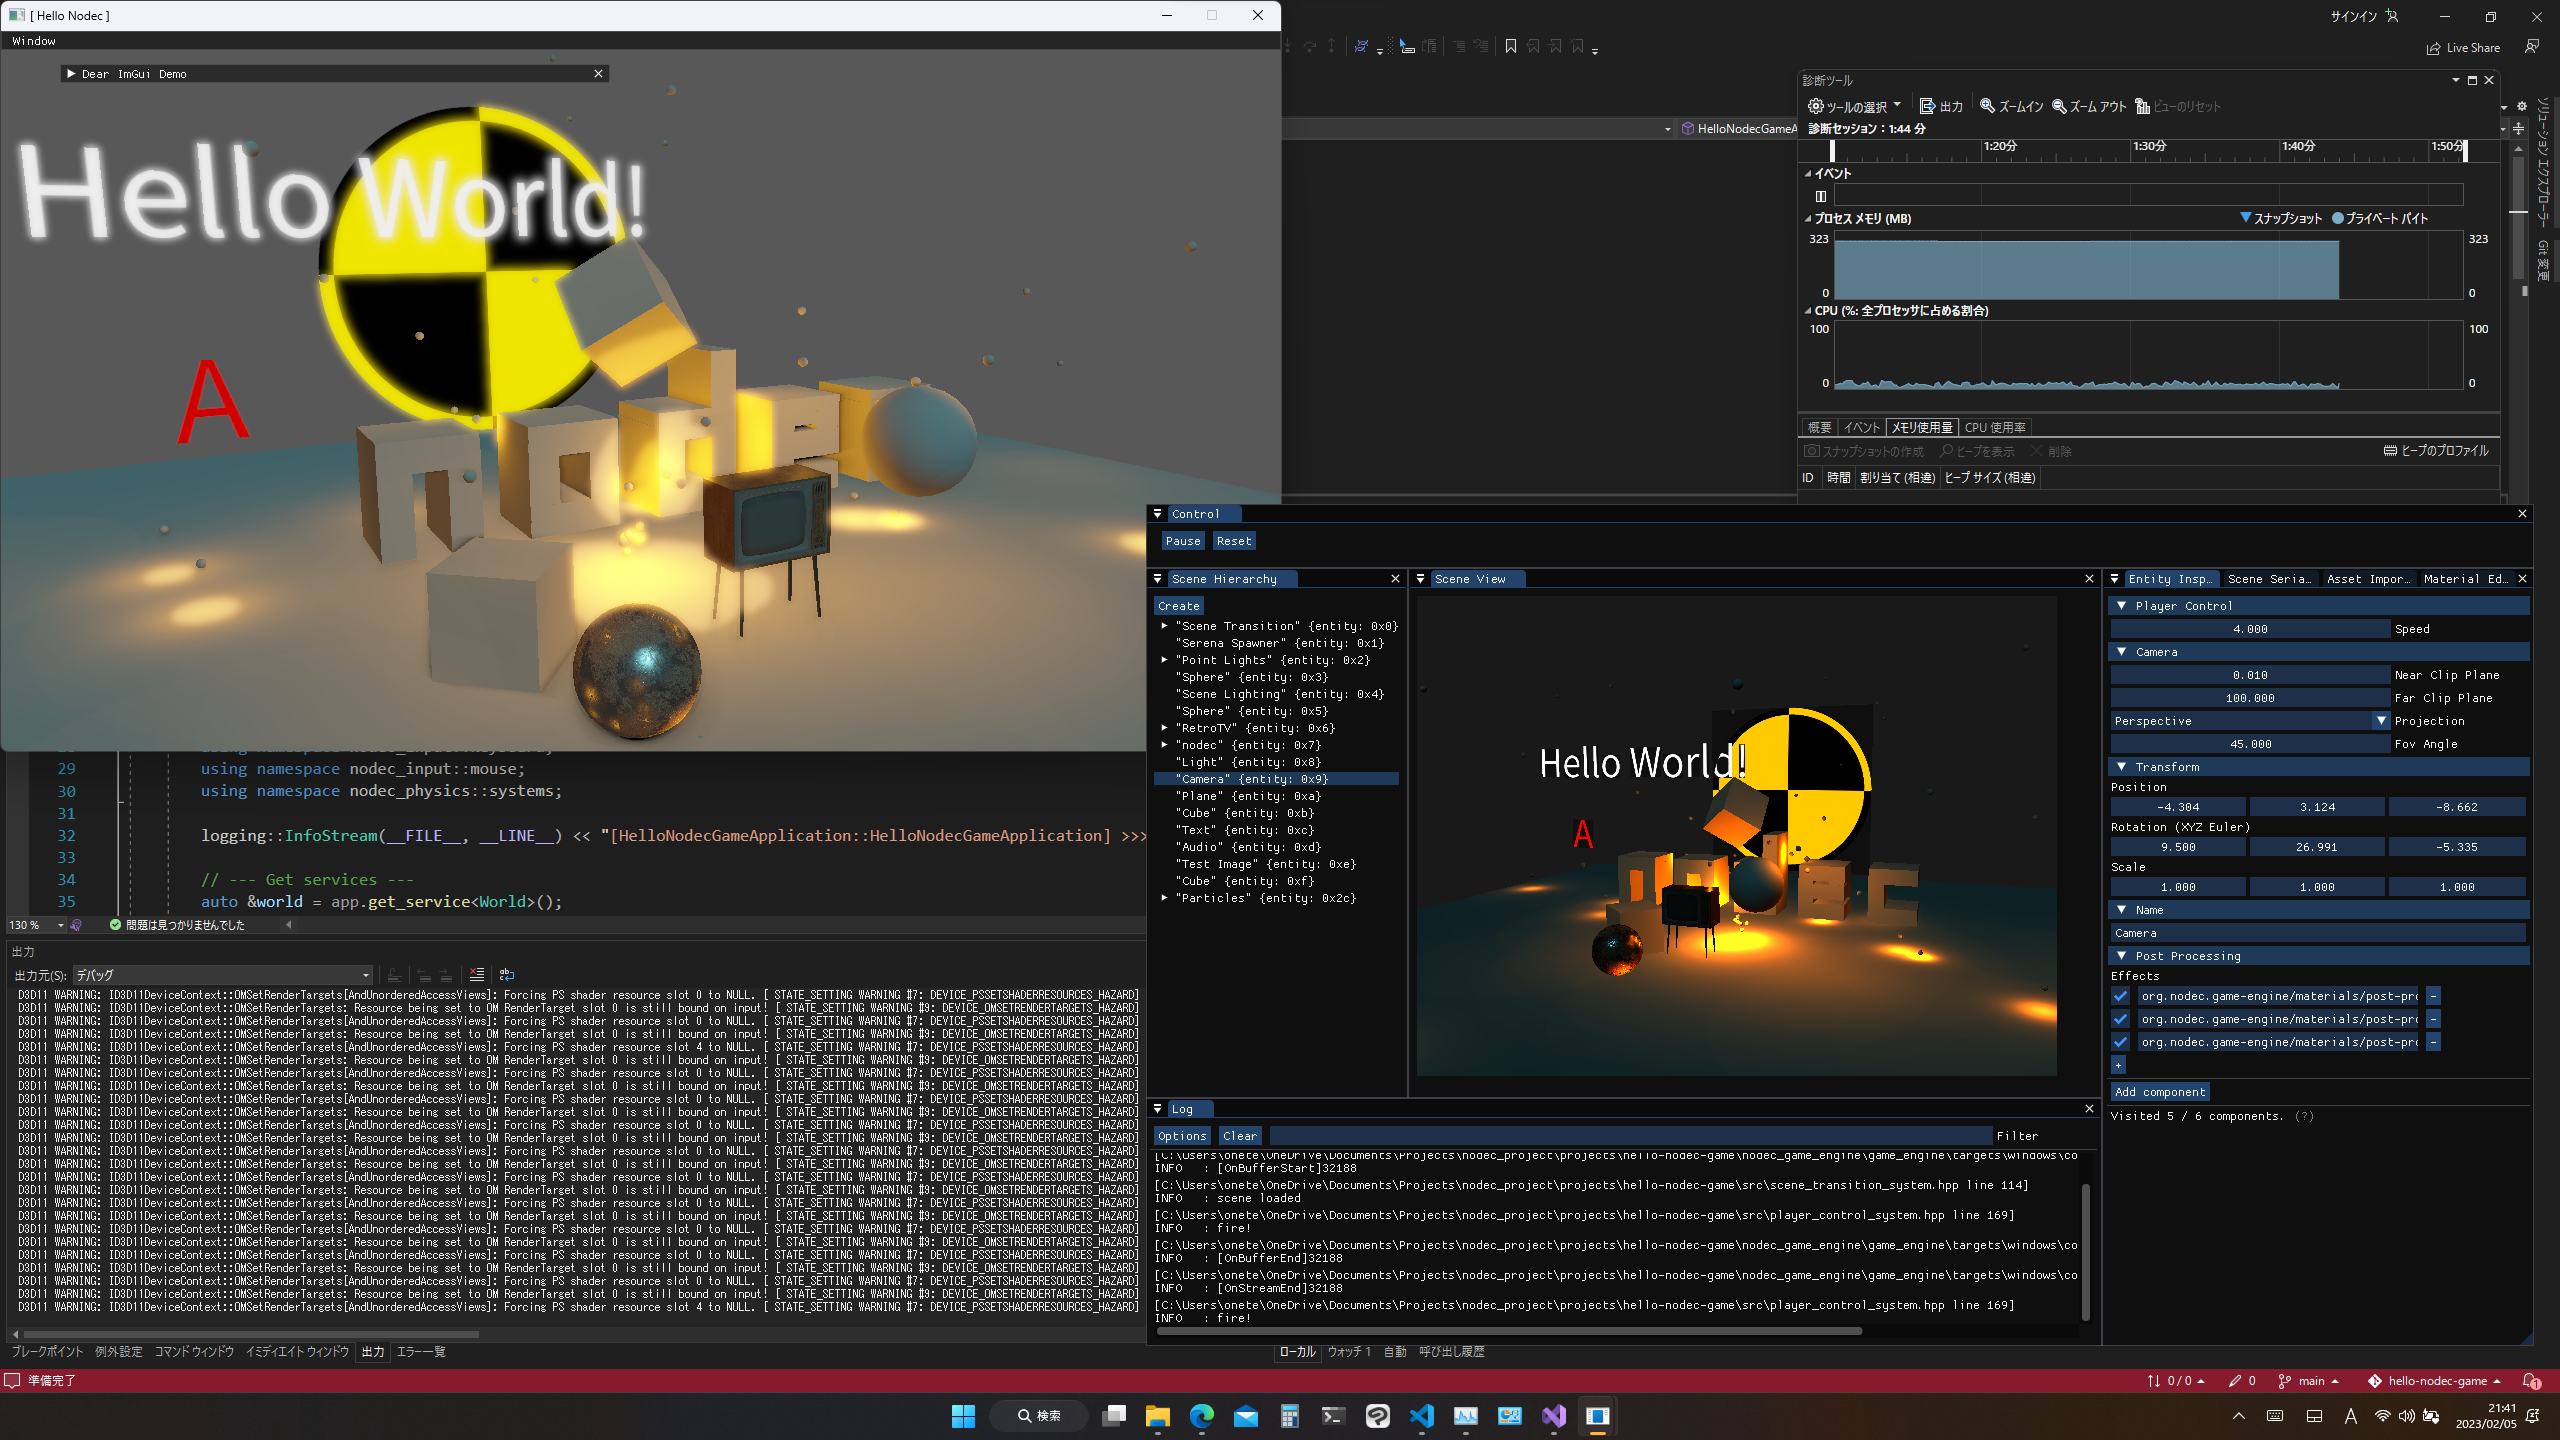 [ Hello Nodec ]
Window
Dear ImGui Demo
Hello World!
A
サインイン
Live Share
HelloNodecGameA
診断ツール
ツールの選択 出力 ズームイン ズーム アウト ビューのリセット
診断セッション：1:44 分
1:20分 1:30分 1:40分 1:50分
イベント
プロセス メモリ (MB) スナップショット プライベート バイト
323 323
0 0
CPU (%: 全プロセッサに占める割合)
100 100
0 0
概要 イベント メモリ使用量 CPU 使用率
スナップショットの作成 ヒープを表示 削除 ヒープのプロファイル
ID 時間 割り当て (相違) ヒープ サイズ (相違)
ソリューション エクスプローラー
Git 変更
29 using namespace nodec_input::mouse;
30 using namespace nodec_physics::systems;
31
32 logging::InfoStream(__FILE__, __LINE__) << "[HelloNodecGameApplication::HelloNodecGameApplication] >>>
33
34 // --- Get services ---
35 auto &world = app.get_service<World>();
130 % 問題は見つかりませんでした
出力
出力元(S): デバッグ
D3D11 WARNING: ID3D11DeviceContext::OMSetRenderTargets[AndUnorderedAccessViews]: Forcing PS shader resource slot 0 to NULL. [ STATE_SETTING WARNING #7: DEVICE_PSSETSHADERRESOURCES_HAZARD]
D3D11 WARNING: ID3D11DeviceContext::OMSetRenderTargets: Resource being set to OM RenderTarget slot 0 is still bound on input! [ STATE_SETTING WARNING #9: DEVICE_OMSETRENDERTARGETS_HAZARD]
D3D11 WARNING: ID3D11DeviceContext::OMSetRenderTargets[AndUnorderedAccessViews]: Forcing PS shader resource slot 0 to NULL. [ STATE_SETTING WARNING #7: DEVICE_PSSETSHADERRESOURCES_HAZARD]
D3D11 WARNING: ID3D11DeviceContext::OMSetRenderTargets: Resource being set to OM RenderTarget slot 0 is still bound on input! [ STATE_SETTING WARNING #9: DEVICE_OMSETRENDERTARGETS_HAZARD]
D3D11 WARNING: ID3D11DeviceContext::OMSetRenderTargets[AndUnorderedAccessViews]: Forcing PS shader resource slot 4 to NULL. [ STATE_SETTING WARNING #7: DEVICE_PSSETSHADERRESOURCES_HAZARD]
D3D11 WARNING: ID3D11DeviceContext::OMSetRenderTargets: Resource being set to OM RenderTarget slot 0 is still bound on input! [ STATE_SETTING WARNING #9: DEVICE_OMSETRENDERTARGETS_HAZARD]
D3D11 WARNING: ID3D11DeviceContext::OMSetRenderTargets[AndUnorderedAccessViews]: Forcing PS shader resource slot 0 to NULL. [ STATE_SETTING WARNING #7: DEVICE_PSSETSHADERRESOURCES_HAZARD]
D3D11 WARNING: ID3D11DeviceContext::OMSetRenderTargets: Resource being set to OM RenderTarget slot 0 is still bound on input! [ STATE_SETTING WARNING #9: DEVICE_OMSETRENDERTARGETS_HAZARD]
D3D11 WARNING: ID3D11DeviceContext::OMSetRenderTargets[AndUnorderedAccessViews]: Forcing PS shader resource slot 0 to NULL. [ STATE_SETTING WARNING #7: DEVICE_PSSETSHADERRESOURCES_HAZARD]
D3D11 WARNING: ID3D11DeviceContext::OMSetRenderTargets: Resource being set to OM RenderTarget slot 0 is still bound on input! [ STATE_SETTING WARNING #9: DEVICE_OMSETRENDERTARGETS_HAZARD]
D3D11 WARNING: ID3D11DeviceContext::OMSetRenderTargets[AndUnorderedAccessViews]: Forcing PS shader resource slot 0 to NULL. [ STATE_SETTING WARNING #7: DEVICE_PSSETSHADERRESOURCES_HAZARD]
D3D11 WARNING: ID3D11DeviceContext::OMSetRenderTargets: Resource being set to OM RenderTarget slot 0 is still bound on input! [ STATE_SETTING WARNING #9: DEVICE_OMSETRENDERTARGETS_HAZARD]
D3D11 WARNING: ID3D11DeviceContext::OMSetRenderTargets[AndUnorderedAccessViews]: Forcing PS shader resource slot 0 to NULL. [ STATE_SETTING WARNING #7: DEVICE_PSSETSHADERRESOURCES_HAZARD]
D3D11 WARNING: ID3D11DeviceContext::OMSetRenderTargets: Resource being set to OM RenderTarget slot 0 is still bound on input! [ STATE_SETTING WARNING #9: DEVICE_OMSETRENDERTARGETS_HAZARD]
D3D11 WARNING: ID3D11DeviceContext::OMSetRenderTargets[AndUnorderedAccessViews]: Forcing PS shader resource slot 0 to NULL. [ STATE_SETTING WARNING #7: DEVICE_PSSETSHADERRESOURCES_HAZARD]
D3D11 WARNING: ID3D11DeviceContext::OMSetRenderTargets: Resource being set to OM RenderTarget slot 0 is still bound on input! [ STATE_SETTING WARNING #9: DEVICE_OMSETRENDERTARGETS_HAZARD]
D3D11 WARNING: ID3D11DeviceContext::OMSetRenderTargets[AndUnorderedAccessViews]: Forcing PS shader resource slot 0 to NULL. [ STATE_SETTING WARNING #7: DEVICE_PSSETSHADERRESOURCES_HAZARD]
D3D11 WARNING: ID3D11DeviceContext::OMSetRenderTargets: Resource being set to OM RenderTarget slot 0 is still bound on input! [ STATE_SETTING WARNING #9: DEVICE_OMSETRENDERTARGETS_HAZARD]
D3D11 WARNING: ID3D11DeviceContext::OMSetRenderTargets[AndUnorderedAccessViews]: Forcing PS shader resource slot 0 to NULL. [ STATE_SETTING WARNING #7: DEVICE_PSSETSHADERRESOURCES_HAZARD]
D3D11 WARNING: ID3D11DeviceContext::OMSetRenderTargets: Resource being set to OM RenderTarget slot 0 is still bound on input! [ STATE_SETTING WARNING #9: DEVICE_OMSETRENDERTARGETS_HAZARD]
D3D11 WARNING: ID3D11DeviceContext::OMSetRenderTargets[AndUnorderedAccessViews]: Forcing PS shader resource slot 0 to NULL. [ STATE_SETTING WARNING #7: DEVICE_PSSETSHADERRESOURCES_HAZARD]
D3D11 WARNING: ID3D11DeviceContext::OMSetRenderTargets: Resource being set to OM RenderTarget slot 0 is still bound on input! [ STATE_SETTING WARNING #9: DEVICE_OMSETRENDERTARGETS_HAZARD]
D3D11 WARNING: ID3D11DeviceContext::OMSetRenderTargets[AndUnorderedAccessViews]: Forcing PS shader resource slot 0 to NULL. [ STATE_SETTING WARNING #7: DEVICE_PSSETSHADERRESOURCES_HAZARD]
D3D11 WARNING: ID3D11DeviceContext::OMSetRenderTargets: Resource being set to OM RenderTarget slot 0 is still bound on input! [ STATE_SETTING WARNING #9: DEVICE_OMSETRENDERTARGETS_HAZARD]
D3D11 WARNING: ID3D11DeviceContext::OMSetRenderTargets[AndUnorderedAccessViews]: Forcing PS shader resource slot 4 to NULL. [ STATE_SETTING WARNING #7: DEVICE_PSSETSHADERRESOURCES_HAZARD]
ブレークポイント 例外設定 コマンド ウィンドウ イミディエイト ウィンドウ 出力 エラー一覧
Control
Pause Reset
Scene Hierarchy
Create
"Scene Transition" {entity: 0x0}
"Serena Spawner" {entity: 0x1}
"Point Lights" {entity: 0x2}
"Sphere" {entity: 0x3}
"Scene Lighting" {entity: 0x4}
"Sphere" {entity: 0x5}
"RetroTV" {entity: 0x6}
"nodec" {entity: 0x7}
"Light" {entity: 0x8}
"Camera" {entity: 0x9}
"Plane" {entity: 0xa}
"Cube" {entity: 0xb}
"Text" {entity: 0xc}
"Audio" {entity: 0xd}
"Test Image" {entity: 0xe}
"Cube" {entity: 0xf}
"Particles" {entity: 0x2c}
Scene View
Hello World!
A
Entity Insp… Scene Seria… Asset Impor… Material Ed…
Player Control
4.000 Speed
Camera
0.010 Near Clip Plane
100.000 Far Clip Plane
Perspective Projection
45.000 Fov Angle
Transform
Position
-4.304 3.124 -8.662
Rotation (XYZ Euler)
9.500 26.991 -5.335
Scale
1.000 1.000 1.000
Name
Camera
Post Processing
Effects
org.nodec.game-engine/materials/post-pro -
org.nodec.game-engine/materials/post-pro -
org.nodec.game-engine/materials/post-pro -
+
Add component
Visited 5 / 6 components. (?)
Log
Options Clear Filter
[C:\Users\onete\OneDrive\Documents\Projects\nodec_project\projects\hello-nodec-game\nodec_game_engine\game_engine\targets\windows\co
INFO : [OnBufferStart]32188
[C:\Users\onete\OneDrive\Documents\Projects\nodec_project\projects\hello-nodec-game\src\scene_transition_system.hpp line 114]
INFO : scene loaded
[C:\Users\onete\OneDrive\Documents\Projects\nodec_project\projects\hello-nodec-game\src\player_control_system.hpp line 169]
INFO : fire!
[C:\Users\onete\OneDrive\Documents\Projects\nodec_project\projects\hello-nodec-game\nodec_game_engine\game_engine\targets\windows\co
INFO : [OnBufferEnd]32188
[C:\Users\onete\OneDrive\Documents\Projects\nodec_project\projects\hello-nodec-game\nodec_game_engine\game_engine\targets\windows\co
INFO : [OnStreamEnd]32188
[C:\Users\onete\OneDrive\Documents\Projects\nodec_project\projects\hello-nodec-game\src\player_control_system.hpp line 169]
INFO : fire!
ローカル ウォッチ 1 自動 呼び出し履歴
準備完了
0 / 0 0 main hello-nodec-game 1
検索
A
21:41
2023/02/05